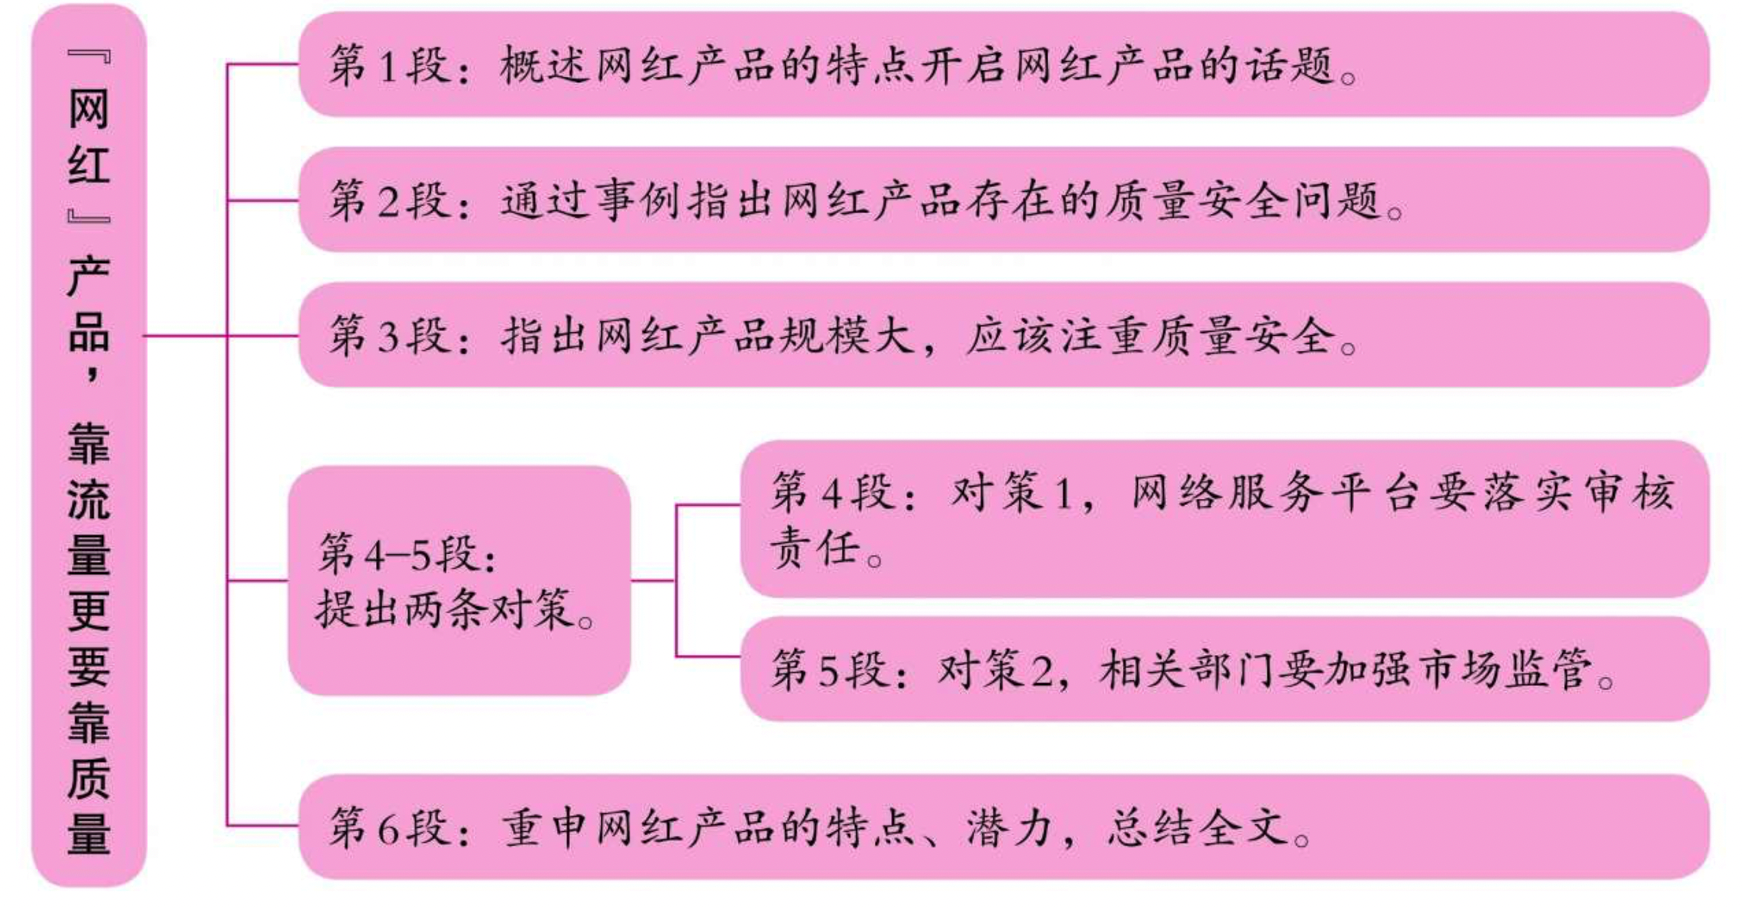 『网红』产品，靠流量更要靠质量
第1段：概述网红产品的特点开启网红产品的话题。
第2段：通过事例指出网红产品存在的质量安全问题。
第3段：指出网红产品规模大，应该注重质量安全。
第4–5段：
提出两条对策。
第4段：对策1，网络服务平台要落实审核
责任。
第5段：对策2，相关部门要加强市场监管。
第6段：重申网红产品的特点、潜力，总结全文。